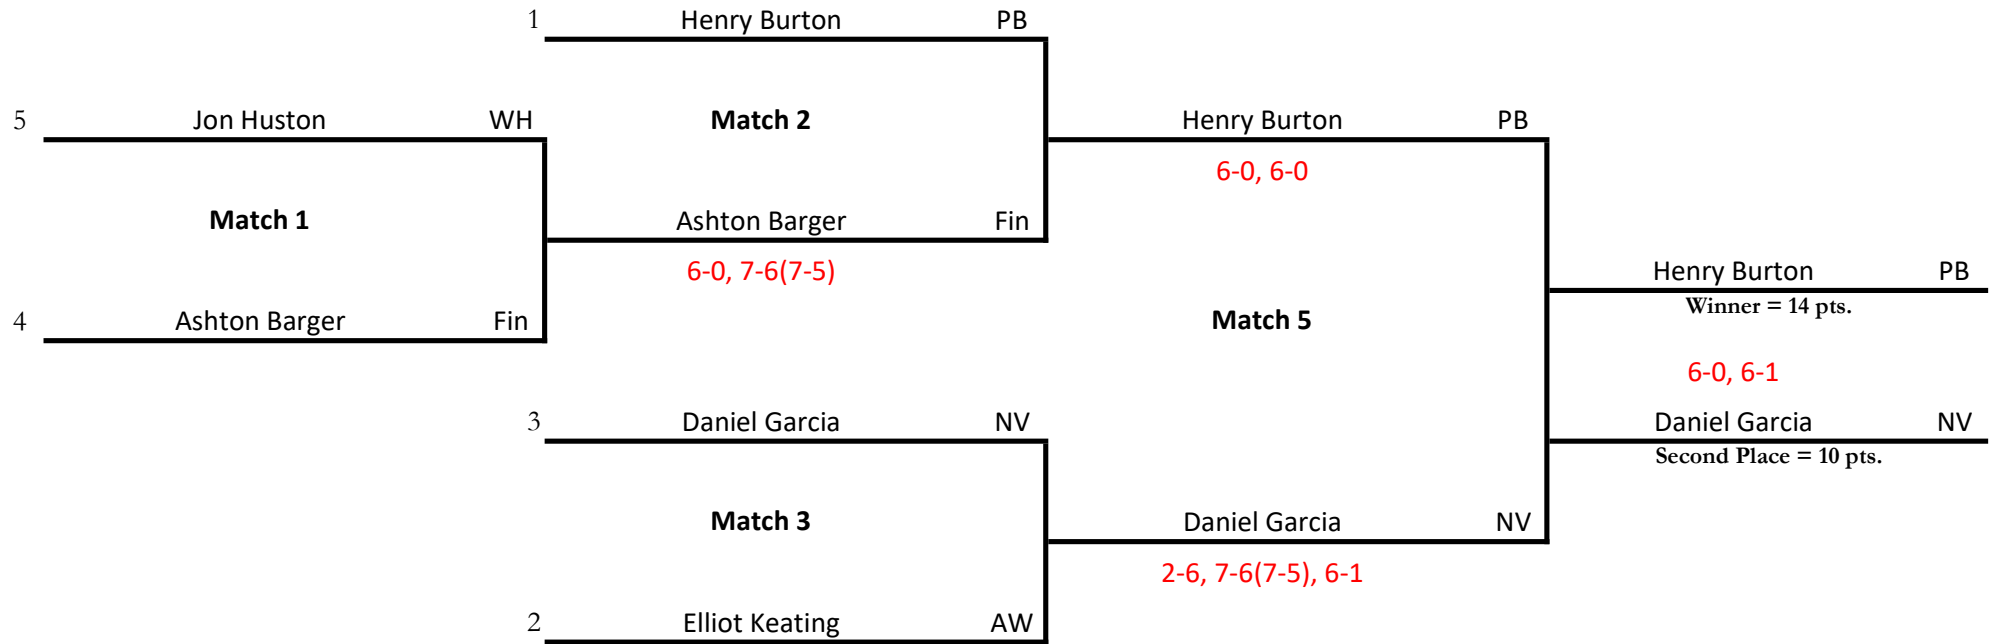 1 Henry Burton PB
5 Jon Huston WH Match 2 Henry Burton PB
6-0, 6-0
Match 1 Ashton Barger Fin
6-0, 7-6(7-5) Henry Burton PB
Winner = 14 pts.
4 Ashton Barger Fin Match 5
6-0, 6-1
3 Daniel Garcia NV Daniel Garcia NV
Second Place = 10 pts.
Match 3 Daniel Garcia NV
2-6, 7-6(7-5), 6-1
2 Elliot Keating AW